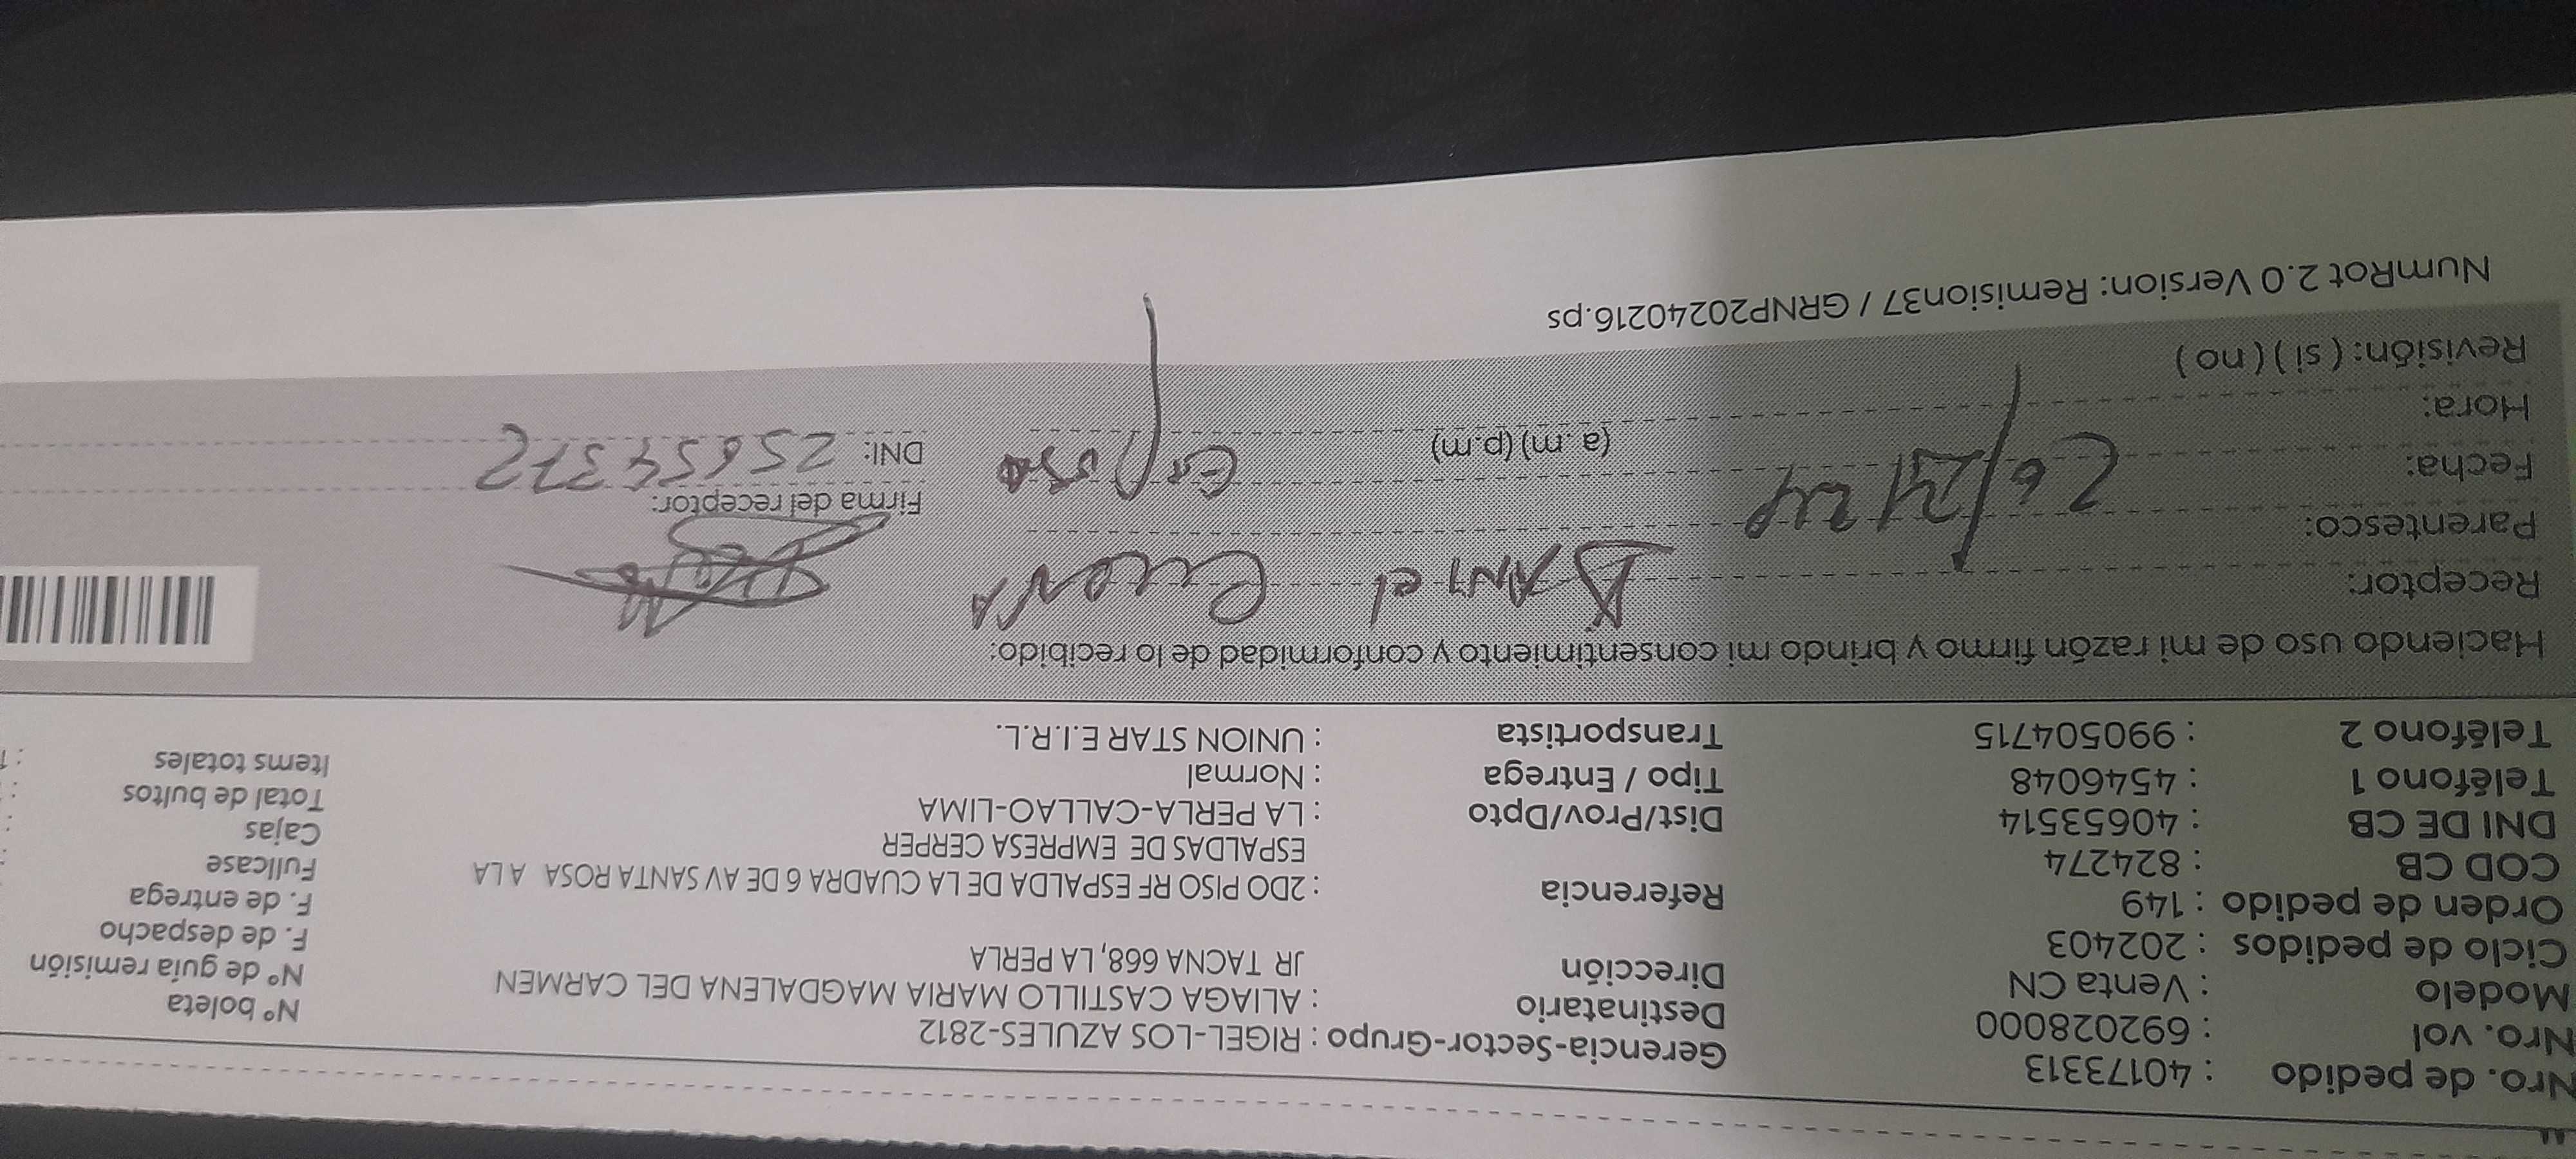 Nro. de pedido : 40173313
Nro. vol : 692028000
Modelo : Venta CN
Ciclo de pedidos : 202403
Orden de pedido : 149
COD CB : 824274
DNI DE CB : 40653514
Teléfono 1 : 4546048
Teléfono 2 : 990504715
Gerencia-Sector-Grupo : RIGEL-LOS AZULES-2812
Destinatario : ALIAGA CASTILLO MARIA MAGDALENA DEL CARMEN
Dirección JR TACNA 668, LA PERLA
Referencia : 2DO PISO RF ESPALDA DE LA CUADRA 6 DE AV SANTA ROSA A LA
ESPALDAS DE EMPRESA CERPER
Dist/Prov/Dpto : LA PERLA-CALLAO-LIMA
Tipo / Entrega : Normal
Transportista : UNION STAR E.I.R.L.
N° boleta
N° de guía remisión
F. de despacho
F. de entrega
Fullcase :
Cajas :
Total de bultos :
Items totales : 1
Haciendo uso de mi razón firmo y brindo mi consentimiento y conformidad de lo recibido:
Receptor:
Parentesco:
Fecha:
Hora: (a.m) (p.m)
Revisión: ( si ) ( no )
Firma del receptor:
DNI: 25654372
NumRot 2.0 Version: Remision37 / GRNP20240216.ps